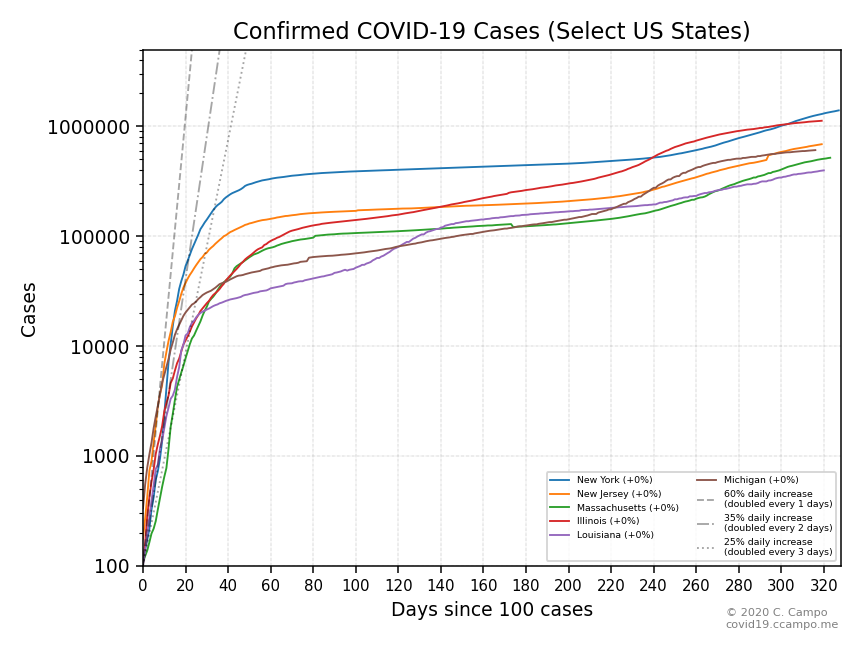 Confirmed COVID-19 Cases (Select US States)
1000000
100000
10000
1000
100
Cases
0 20 40 60 80 100 120 140 160 180 200 220 240 260 280 300 320
Days since 100 cases
New York (+0%)
New Jersey (+0%)
Massachusetts (+0%)
Illinois (+0%)
Louisiana (+0%)
Michigan (+0%)
60% daily increase
(doubled every 1 days)
35% daily increase
(doubled every 2 days)
25% daily increase
(doubled every 3 days)
© 2020 C. Campo
covid19.ccampo.me